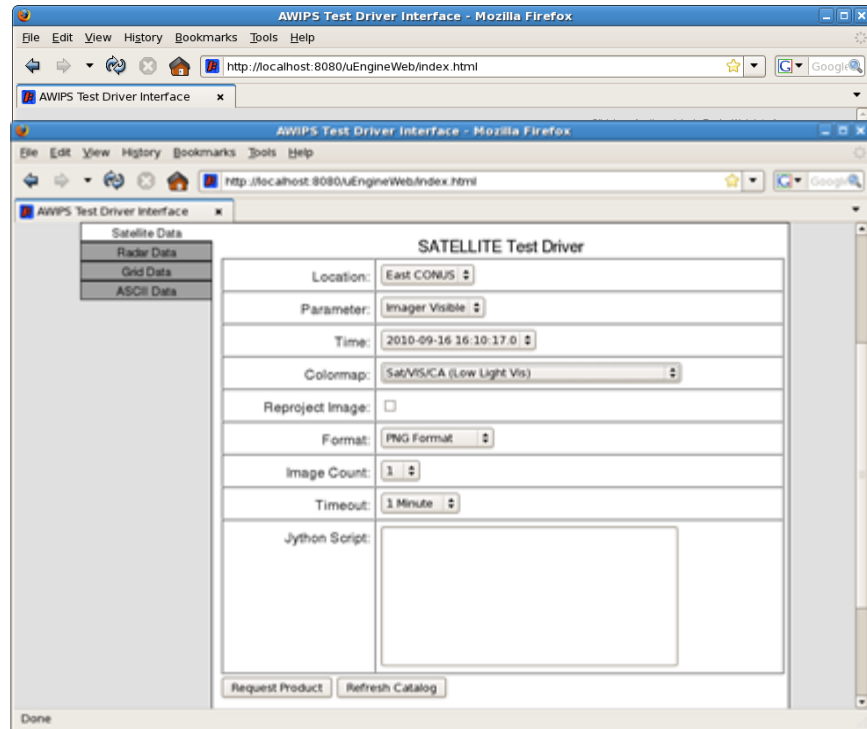 AWIPS Test Driver Interface - Mozilla Firefox
File Edit View History Bookmarks Tools Help
http://localhost:8080/uEngineWeb/index.html
Google
AWIPS Test Driver Interface
AWIPS Test Driver Interface - Mozilla Firefox
File Edit View History Bookmarks Tools Help
http://localhost:8080/uEngineWeb/index.html
Google
AWIPS Test Driver Interface
Satellite Data
Radar Data
Grid Data
ASCII Data
SATELLITE Test Driver
Location: East CONUS
Parameter: Imager Visible
Time: 2010-09-16 16:10:17.0
Colormap: Sat/VIS/CA (Low Light Vis)
Reproject Image:
Format: PNG Format
Image Count: 1
Timeout: 1 Minute
Jython Script:
Request Product Refresh Catalog
Done